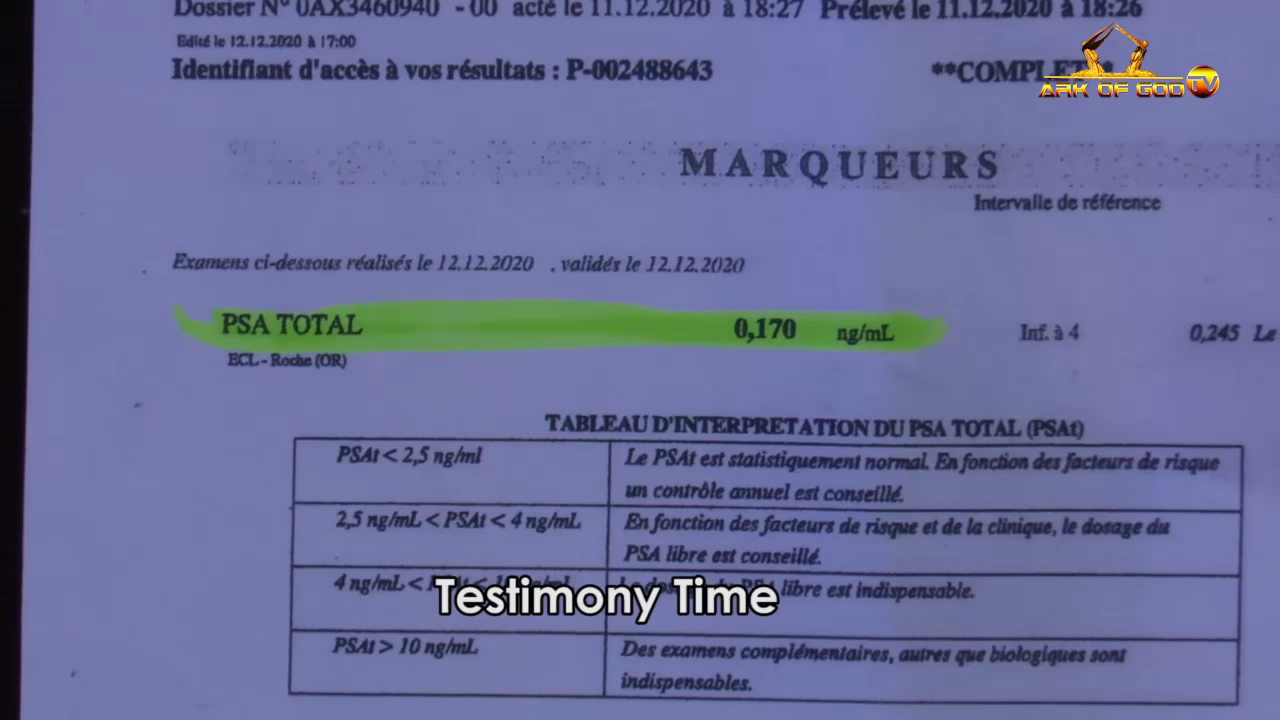 Dossier N° 0AX3460940 - 00 acté le 11.12.2020 à 18:27 Prélevé le 11.12.2020 à 18:26
Edité le 12.12.2020 à 17:00
Identifiant d'accès à vos résultats : P-002488643 **COMPLET
ARK OF GOD TV
MARQUEURS
Intervalle de référence
Examens ci-dessous réalisés le 12.12.2020 , validés le 12.12.2020
PSA TOTAL 0,170 ng/mL Inf. à 4 0,245 Le
ECL - Roche (OR)
TABLEAU D'INTERPRETATION DU PSA TOTAL (PSAt)
PSAt < 2,5 ng/ml Le PSAt est statistiquement normal. En fonction des facteurs de risque
un contrôle annuel est conseillé.
2,5 ng/mL < PSAt < 4 ng/mL En fonction des facteurs de risque et de la clinique, le dosage du
PSA libre est conseillé.
4 ng/mL < libre est indispensable.
Testimony Time
PSAt > 10 ng/mL Des examens complémentaires, autres que biologiques sont
indispensables.